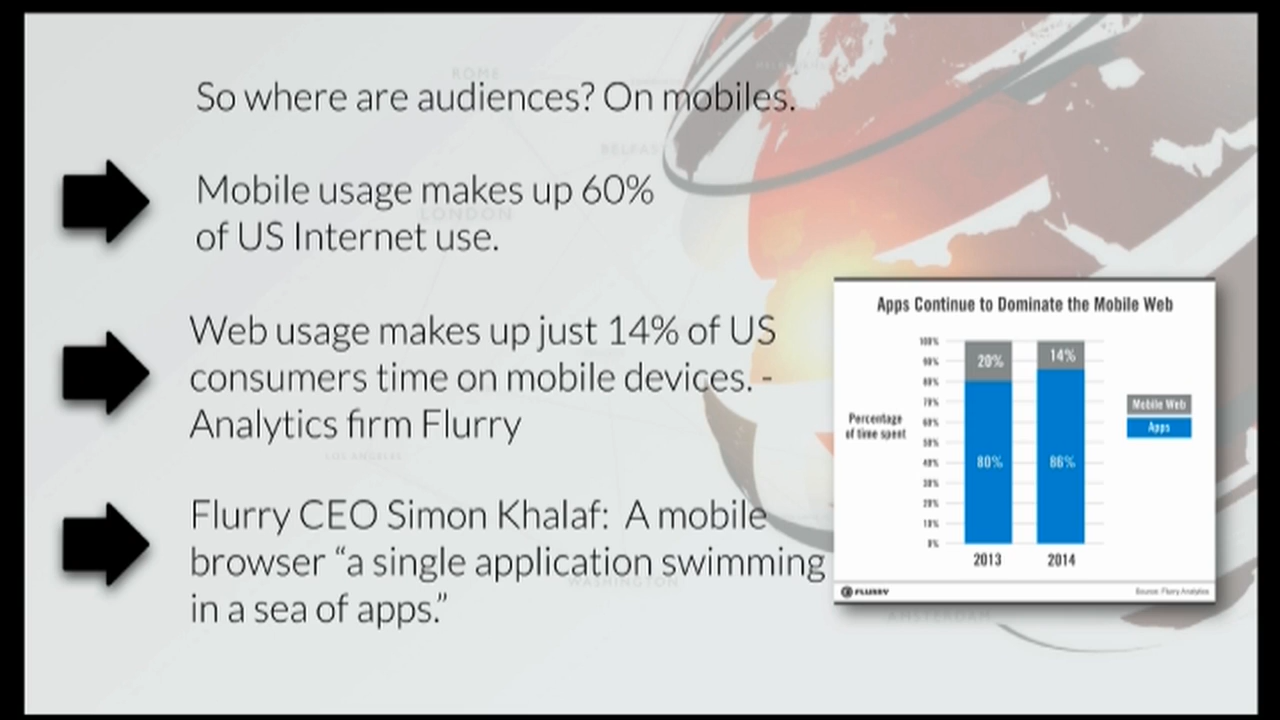 So where are audiences? On mobiles.
Mobile usage makes up 60%
of US Internet use.
Web usage makes up just 14% of US
consumers time on mobile devices. -
Analytics firm Flurry
Flurry CEO Simon Khalaf:  A mobile
browser “a single application swimming
in a sea of apps.”
Apps Continue to Dominate the Mobile Web
100%
90%
80%
70%
60%
50%
40%
30%
20%
10%
0%
Percentage
of time spent
20%
14%
80%
86%
2013
2014
Mobile Web
Apps
FLURRY
Source: Flurry Analytics
ROME
BELFAST
LONDON
LOS ANGELES
WASHINGTON
AMSTERDAM